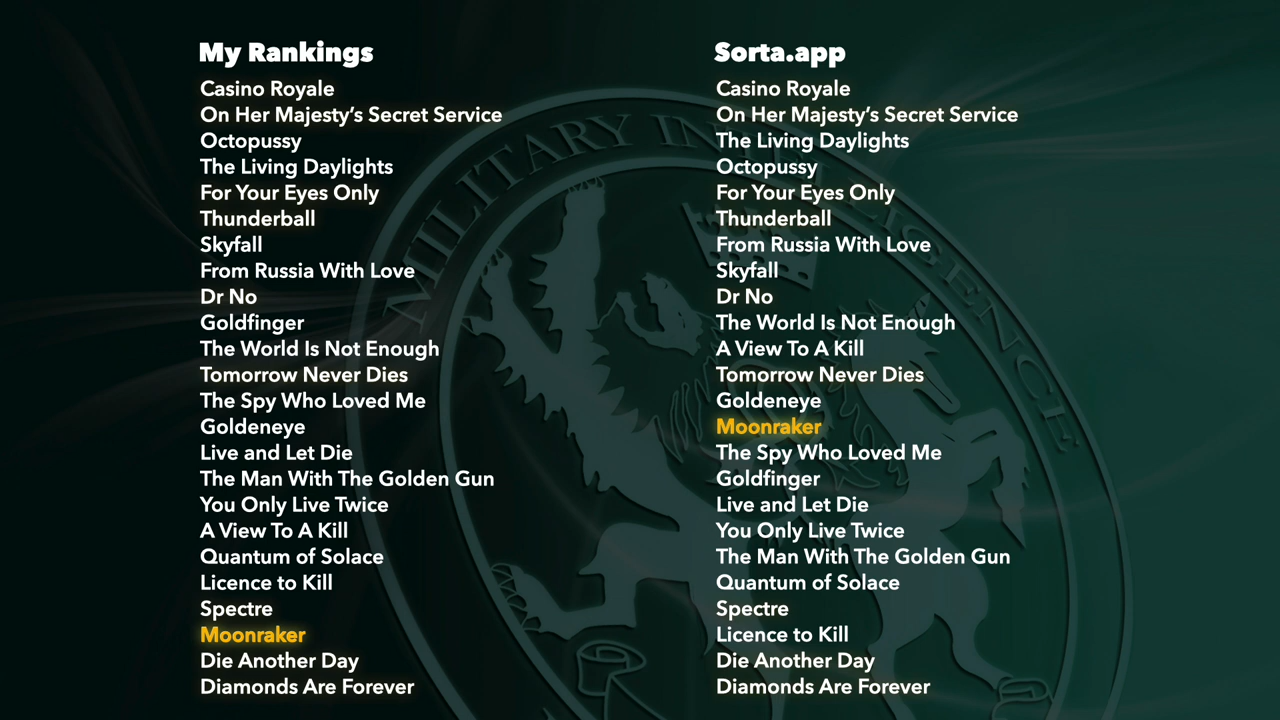 My Rankings
Casino Royale
On Her Majesty’s Secret Service
Octopussy
The Living Daylights
For Your Eyes Only
Thunderball
Skyfall
From Russia With Love
Dr No
Goldfinger
The World Is Not Enough
Tomorrow Never Dies
The Spy Who Loved Me
Goldeneye
Live and Let Die
The Man With The Golden Gun
You Only Live Twice
A View To A Kill
Quantum of Solace
Licence to Kill
Spectre
Moonraker
Die Another Day
Diamonds Are Forever
Sorta.app
Casino Royale
On Her Majesty’s Secret Service
The Living Daylights
Octopussy
For Your Eyes Only
Thunderball
From Russia With Love
Skyfall
Dr No
The World Is Not Enough
A View To A Kill
Tomorrow Never Dies
Goldeneye
Moonraker
The Spy Who Loved Me
Goldfinger
Live and Let Die
You Only Live Twice
The Man With The Golden Gun
Quantum of Solace
Spectre
Licence to Kill
Die Another Day
Diamonds Are Forever
MILITARY